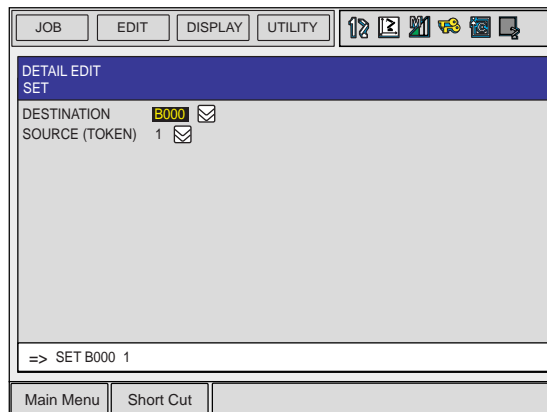 JOB EDIT DISPLAY UTILITY
DETAIL EDIT
SET
DESTINATION B000
SOURCE (TOKEN) 1
=> SET B000 1
Main Menu Short Cut